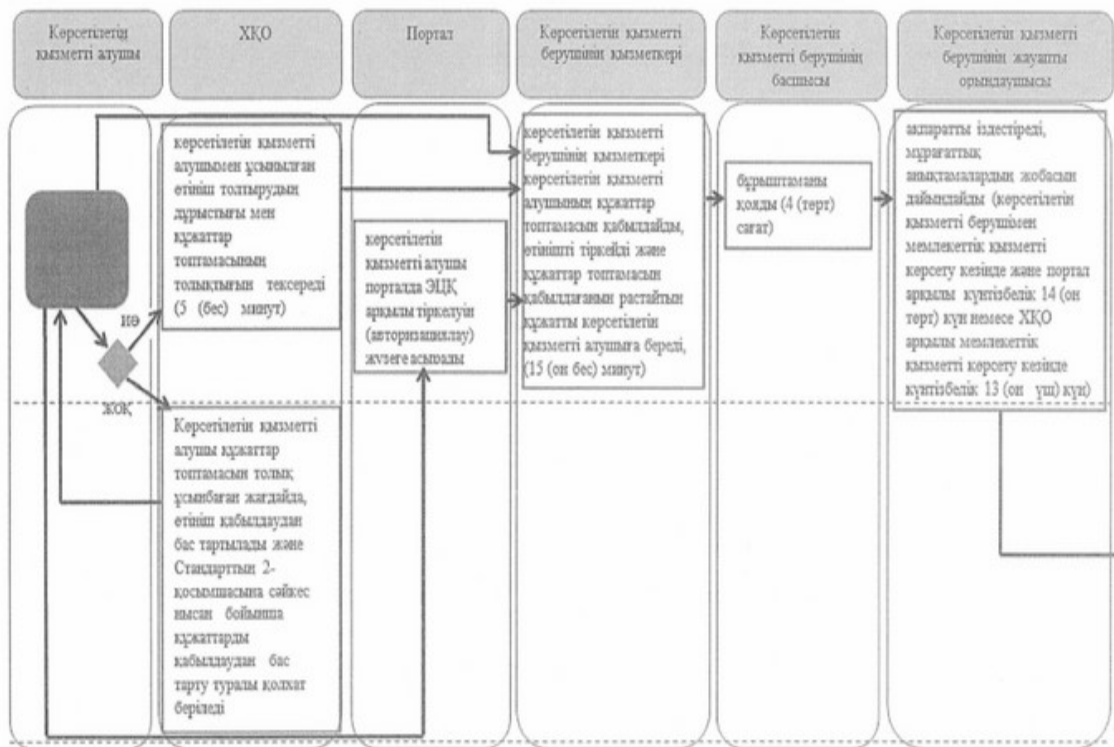 Көрсетілетін
қызметті алушы
ХҚО
Портал
Көрсетілетін қызметті
берушінің қызметкері
Көрсетілетін
қызметті берушінің
басшысы
Көрсетілетін қызметті
берушінің жауапты
орындаушысы
көрсетілетін қызметті
алушымен ұсынылған
өтініш толтырудың
дұрыстығы мен
құжаттар
топтамасының
толықтығын тексереді
(5 (бес) минут)
иә
жоқ
Көрсетілетін қызметті
алушы құжаттар
топтамасын толық
ұсынбаған жағдайда,
өтініш қабылдаудан
бас тартылады және
Стандарттың 2-
қосымшасына сәйкес
нысан бойынша
құжаттарды
қабылдаудан бас
тарту туралы қолхат
беріледі
көрсетілетін
қызметті алушы
порталда ЭЦҚ
арқылы тіркелуін
(авторизациялау)
жүзеге асырады
көрсетілетін қызметті
берушінің қызметкері
көрсетілетін қызметті
алушының құжаттар
топтамасын қабылдайды,
өтінішті тіркейді және
құжаттар топтамасын
қабылдағанын растайтын
құжатты көрсетілетін
қызметті алушыға береді,
(15 (он бес) минут)
бұрыштаманы
қояды (4 (төрт)
сағат)
ақпаратты іздестіреді,
мұрағаттық
анықтамалардың жобасын
дайындайды (көрсетілетін
қызметті берушімен
мемлекеттік қызметті
көрсету кезінде және портал
арқылы күнтізбелік 14 (он
төрт) күн немесе ХҚО
арқылы мемлекеттік
қызметті көрсету кезінде
күнтізбелік 13 (он үш) күн)